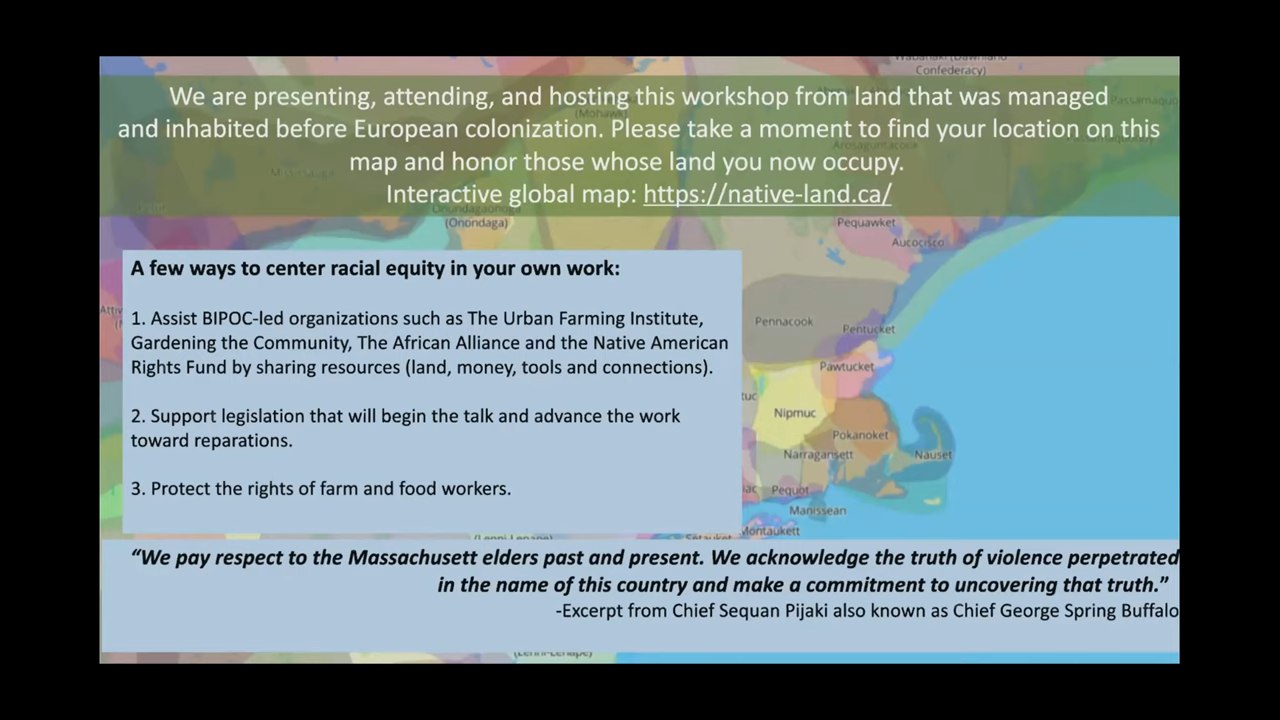 Confederacy)
We are presenting, attending, and hosting this workshop from land that was managed
and inhabited before European colonization. Please take a moment to find your location on this
map and honor those whose land you now occupy.
Interactive global map: https://native-land.ca/
(Mohawk)
(Onondaga)
Pequawket
Aucocisco
A few ways to center racial equity in your own work:
1. Assist BIPOC-led organizations such as The Urban Farming Institute,
Gardening the Community, The African Alliance and the Native American
Rights Fund by sharing resources (land, money, tools and connections).
2. Support legislation that will begin the talk and advance the work
toward reparations.
3. Protect the rights of farm and food workers.
Pennacook
Pentucket
Pawtucket
Nipmuc
Pokanoket
Narragansett
Nauset
Pequot
Manissean
Montaukett
“We pay respect to the Massachusett elders past and present. We acknowledge the truth of violence perpetrated
in the name of this country and make a commitment to uncovering that truth.”
-Excerpt from Chief Sequan Pijaki also known as Chief George Spring Buffalo
(Lenni-Lenape)